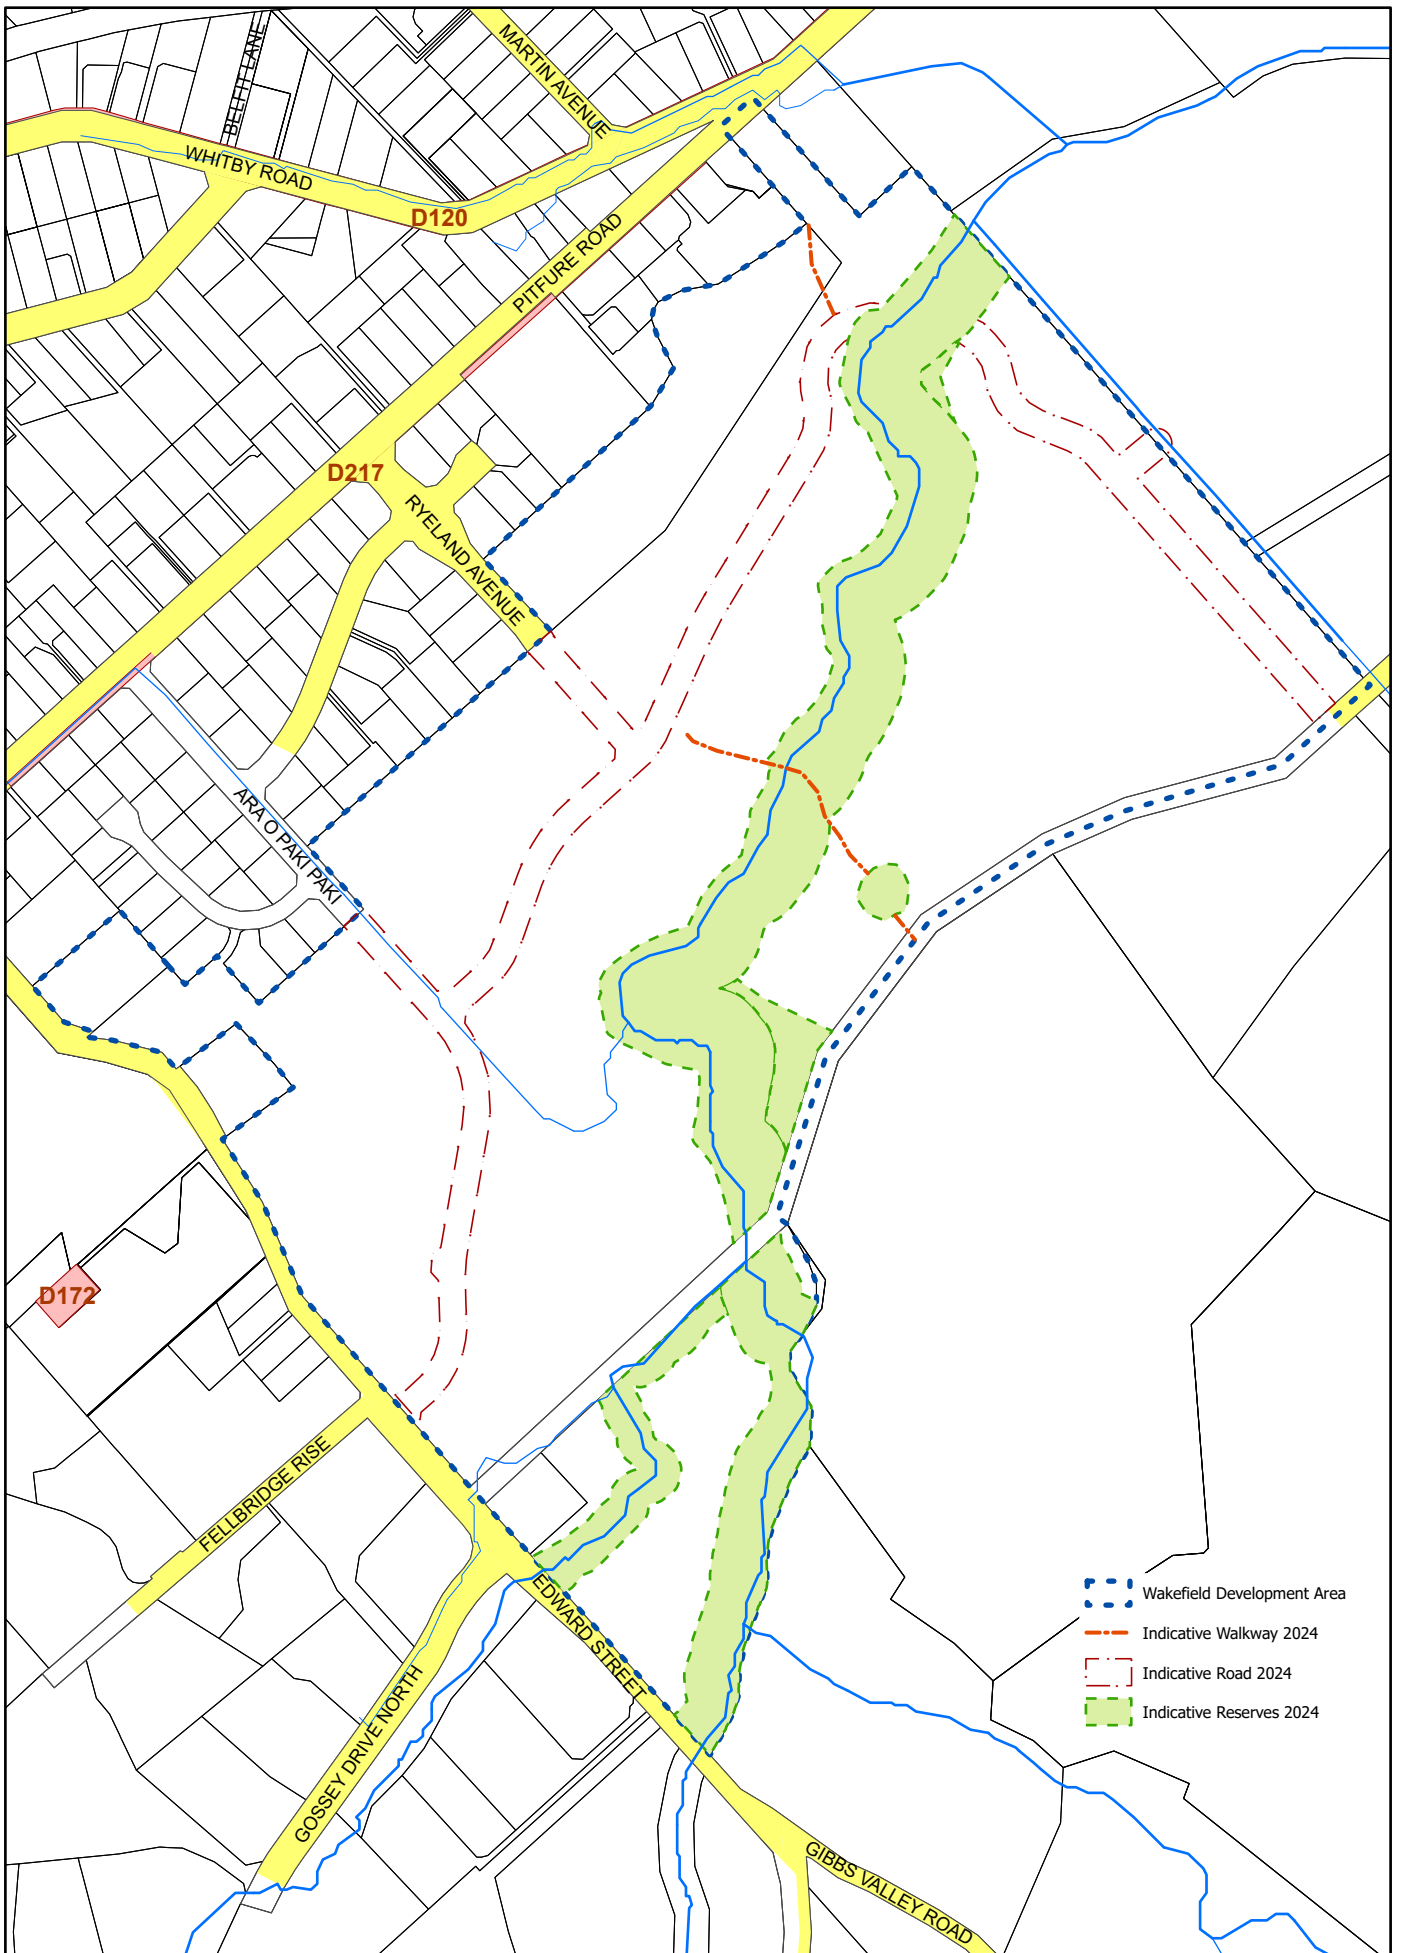 MARTIN AVENUE
BELFIT LANE
WHITBY ROAD
D120
PITFURE ROAD
D217
RYELAND AVENUE
ARA O PAKI PAKI
D172
FELLBRIDGE RISE
EDWARD STREET
GOSSEY DRIVE NORTH
GIBBS VALLEY ROAD
Wakefield Development Area
Indicative Walkway 2024
Indicative Road 2024
Indicative Reserves 2024